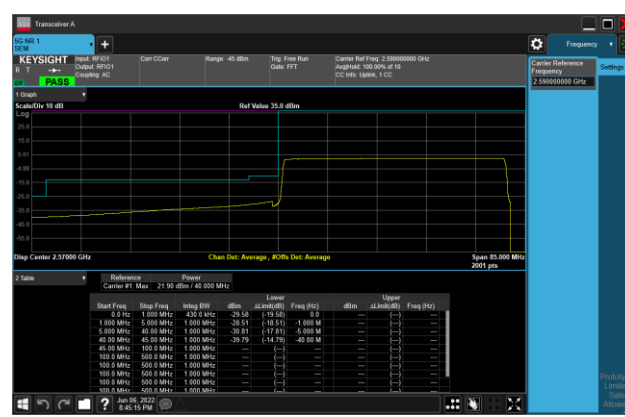 Transceiver A
5G NR 1
SEM
Frequency
KEYSIGHT
R T
PASS
Input: RFIO1
Output: RFIO1
Coupling: AC
Corr CCorr
Range: -45 dBm
Trig: Free Run
Gate: FFT
Carrier Ref Freq: 2.590000000 GHz
Avg|Hold: 100.00% of 10
CC Info: Uplink, 1 CC
Carrier Reference
Frequency
2.590000000 GHz
Settings
1 Graph
Scale/Div 10 dB
Ref Value 35.0 dBm
Log
25.0
15.0
5.01
-4.99
-15.0
-25.0
-35.0
-45.0
-55.0
Disp Center 2.57000 GHz
Chan Det: Average , #Offs Det: Average
Span 85.000 MHz
2001 pts
2 Table
Reference Power
Carrier #1 Max 21.90 dBm / 40.000 MHz
Lower Upper
Start Freq Stop Freq Integ BW dBm ΔLimit(dB) Freq (Hz) dBm ΔLimit(dB) Freq (Hz)
0.0 Hz 1.000 MHz 430.0 kHz -29.58 (-19.58) 0.0 --- (---) ---
1.000 MHz 5.000 MHz 1.000 MHz -28.51 (-18.51) -1.000 M --- (---) ---
5.000 MHz 40.00 MHz 1.000 MHz -30.81 (-17.81) -5.000 M --- (---) ---
40.00 MHz 45.00 MHz 1.000 MHz -39.79 (-14.79) -40.00 M --- (---) ---
45.00 MHz 100.0 MHz 1.000 MHz --- (---) --- --- (---) ---
100.0 MHz 500.0 MHz 1.000 MHz --- (---) --- --- (---) ---
100.0 MHz 500.0 MHz 1.000 MHz --- (---) --- --- (---) ---
100.0 MHz 500.0 MHz 1.000 MHz --- (---) --- --- (---) ---
100.0 MHz 500.0 MHz 1.000 MHz --- (---) --- --- (---) ---
100.0 MHz 500.0 MHz 1.000 MHz --- (---) --- --- (---) ---
Jun 06, 2022
8:45:15 PM